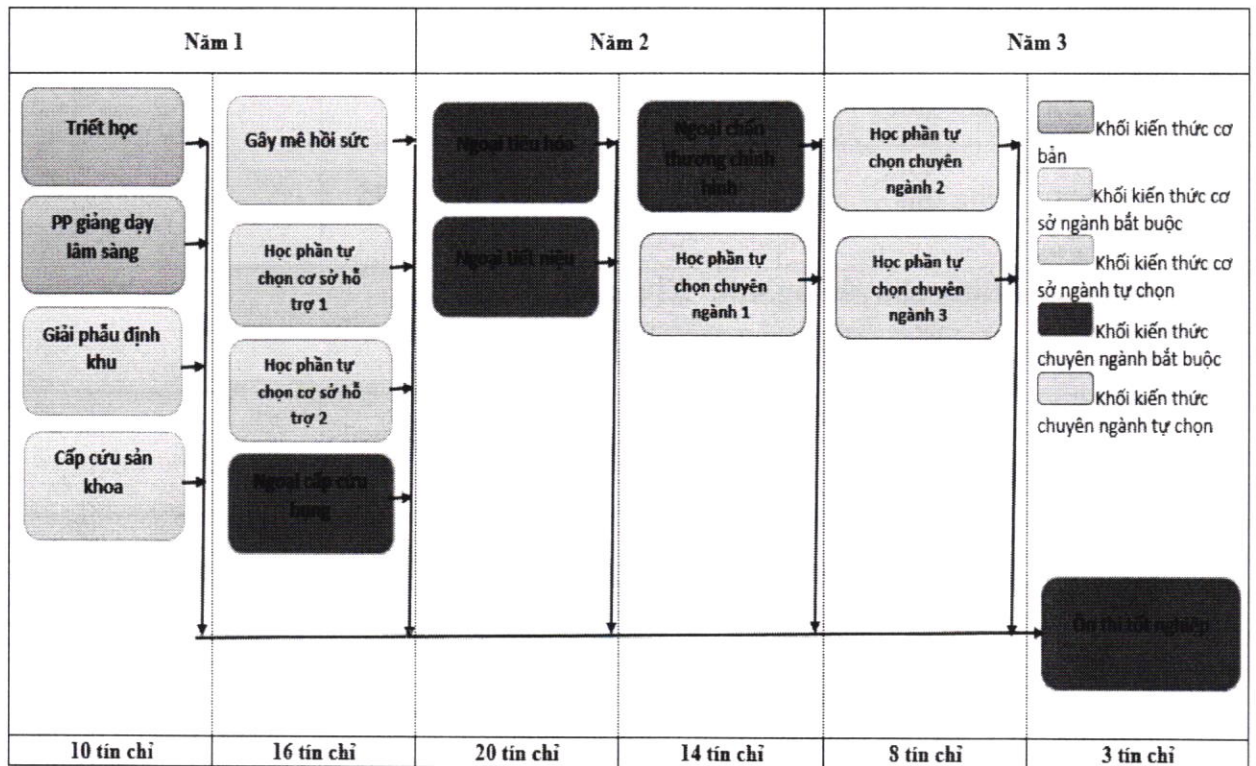 Năm 1
Năm 2
Năm 3
Triết học
PP giảng dạy
lâm sàng
Giải phẫu định
khu
Cấp cứu sản
khoa
Gây mê hồi sức
Học phần tự
chọn cơ sở hỗ
trợ 1
Học phần tự
chọn cơ sở hỗ
trợ 2
Ngoại cấp cứu
bụng
Ngoại tiêu hóa
Ngoại tiết niệu
Ngoại chấn
thương chỉnh
hình
Học phần tự
chọn chuyên
ngành 1
Học phần tự
chọn chuyên
ngành 2
Học phần tự
chọn chuyên
ngành 3
Khối kiến thức cơ
bản
Khối kiến thức cơ
sở ngành bắt buộc
Khối kiến thức cơ
sở ngành tự chọn
Khối kiến thức
chuyên ngành bắt buộc
Khối kiến thức
chuyên ngành tự chọn
Ôn thi tốt nghiệp
10 tín chỉ
16 tín chỉ
20 tín chỉ
14 tín chỉ
8 tín chỉ
3 tín chỉ